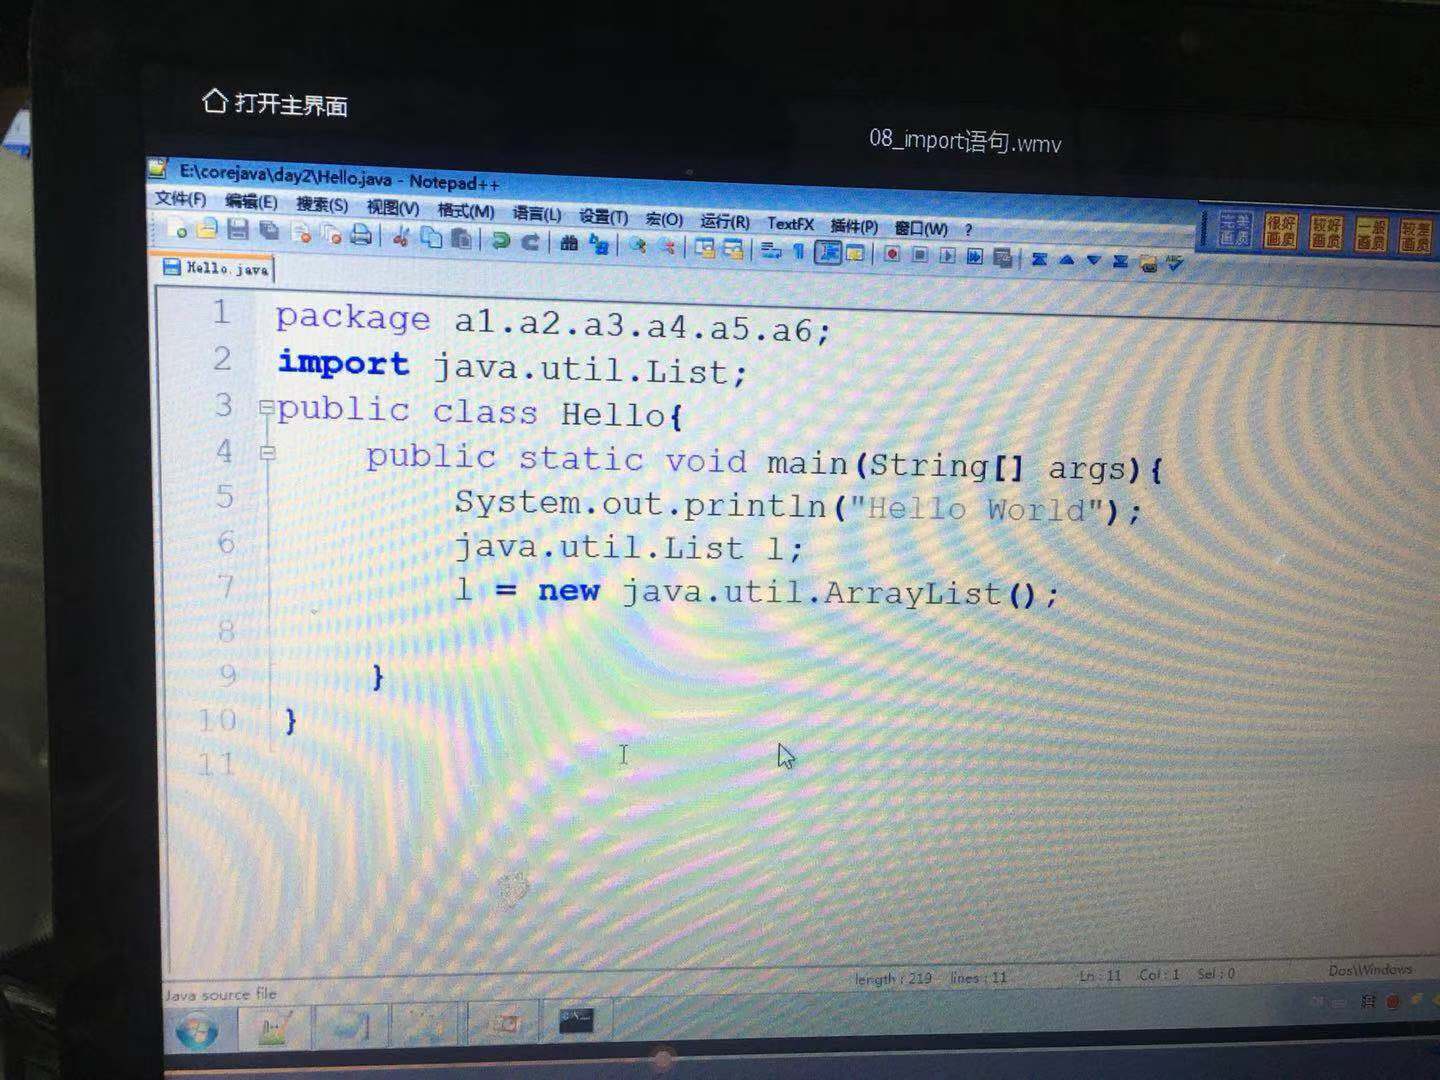 打开主界面
08_import语句.wmv
E:\corejava\day2\Hello.java - Notepad++
文件(F) 编辑(E) 搜索(S) 视图(V) 格式(M) 语言(L) 设置(T) 宏(O) 运行(R) TextFX 插件(P) 窗口(W) ?
完美画质 很好画质 较好画质 一般画质 较差画质
Hello.java
1 package a1.a2.a3.a4.a5.a6;
2 import java.util.List;
3 public class Hello{
4 public static void main(String[] args){
5 System.out.println("Hello World");
6 java.util.List l;
7 l = new java.util.ArrayList();
8
9 }
10 }
11
Java source file length : 219 lines : 11 Ln : 11 Col : 1 Sel : 0 Dos\Windows